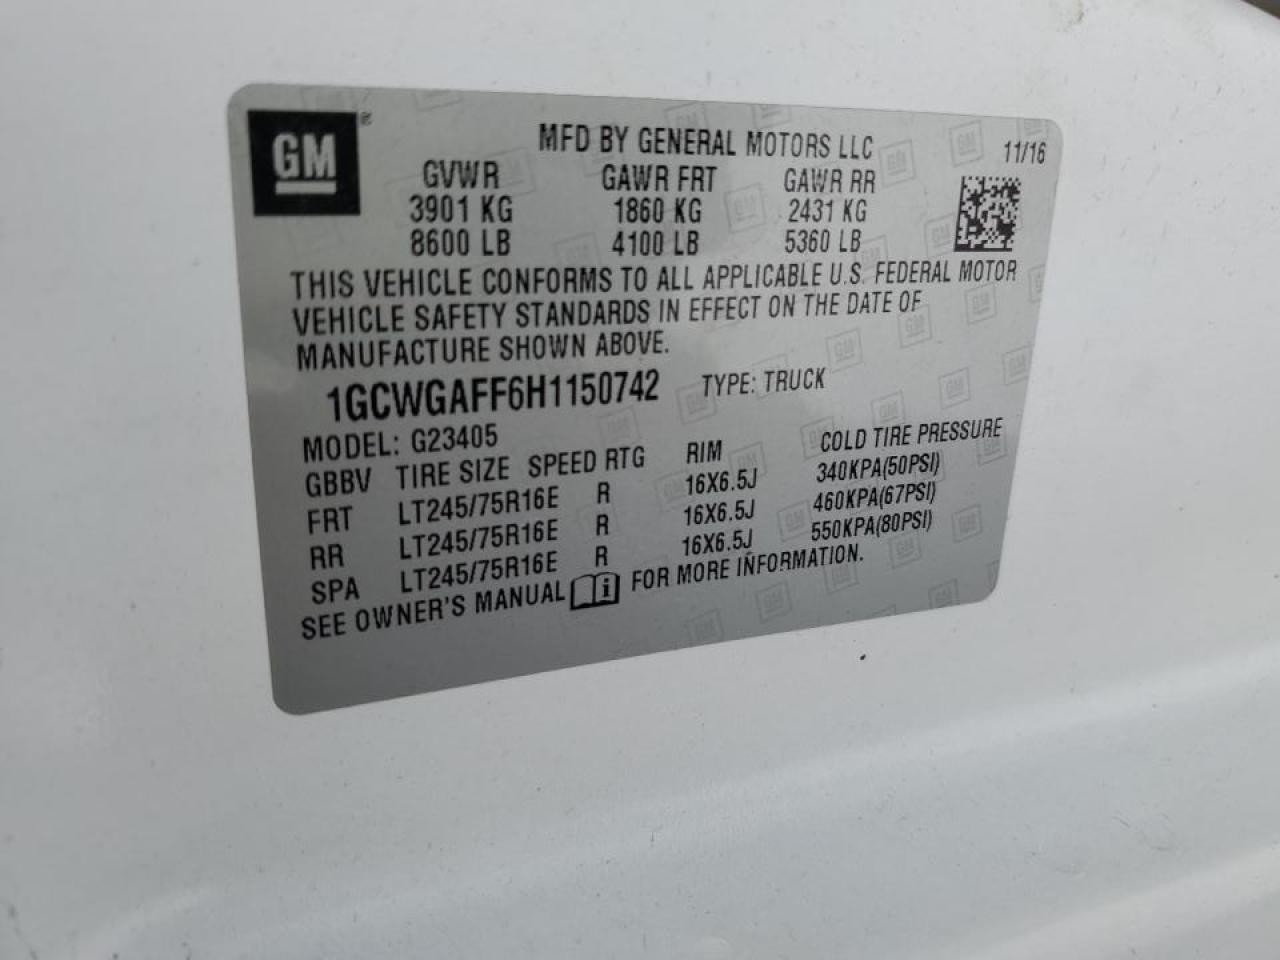 GM®
MFD BY GENERAL MOTORS LLC 11/16
GVWR GAWR FRT GAWR RR
3901 KG 1860 KG 2431 KG
8600 LB 4100 LB 5360 LB
THIS VEHICLE CONFORMS TO ALL APPLICABLE U.S. FEDERAL MOTOR
VEHICLE SAFETY STANDARDS IN EFFECT ON THE DATE OF
MANUFACTURE SHOWN ABOVE.
1GCWGAFF6H1150742 TYPE: TRUCK
MODEL: G23405
GBBV TIRE SIZE SPEED RTG RIM COLD TIRE PRESSURE
FRT LT245/75R16E R 16X6.5J 340KPA(50PSI)
RR LT245/75R16E R 16X6.5J 460KPA(67PSI)
SPA LT245/75R16E R 16X6.5J 550KPA(80PSI)
SEE OWNER'S MANUAL i FOR MORE INFORMATION.